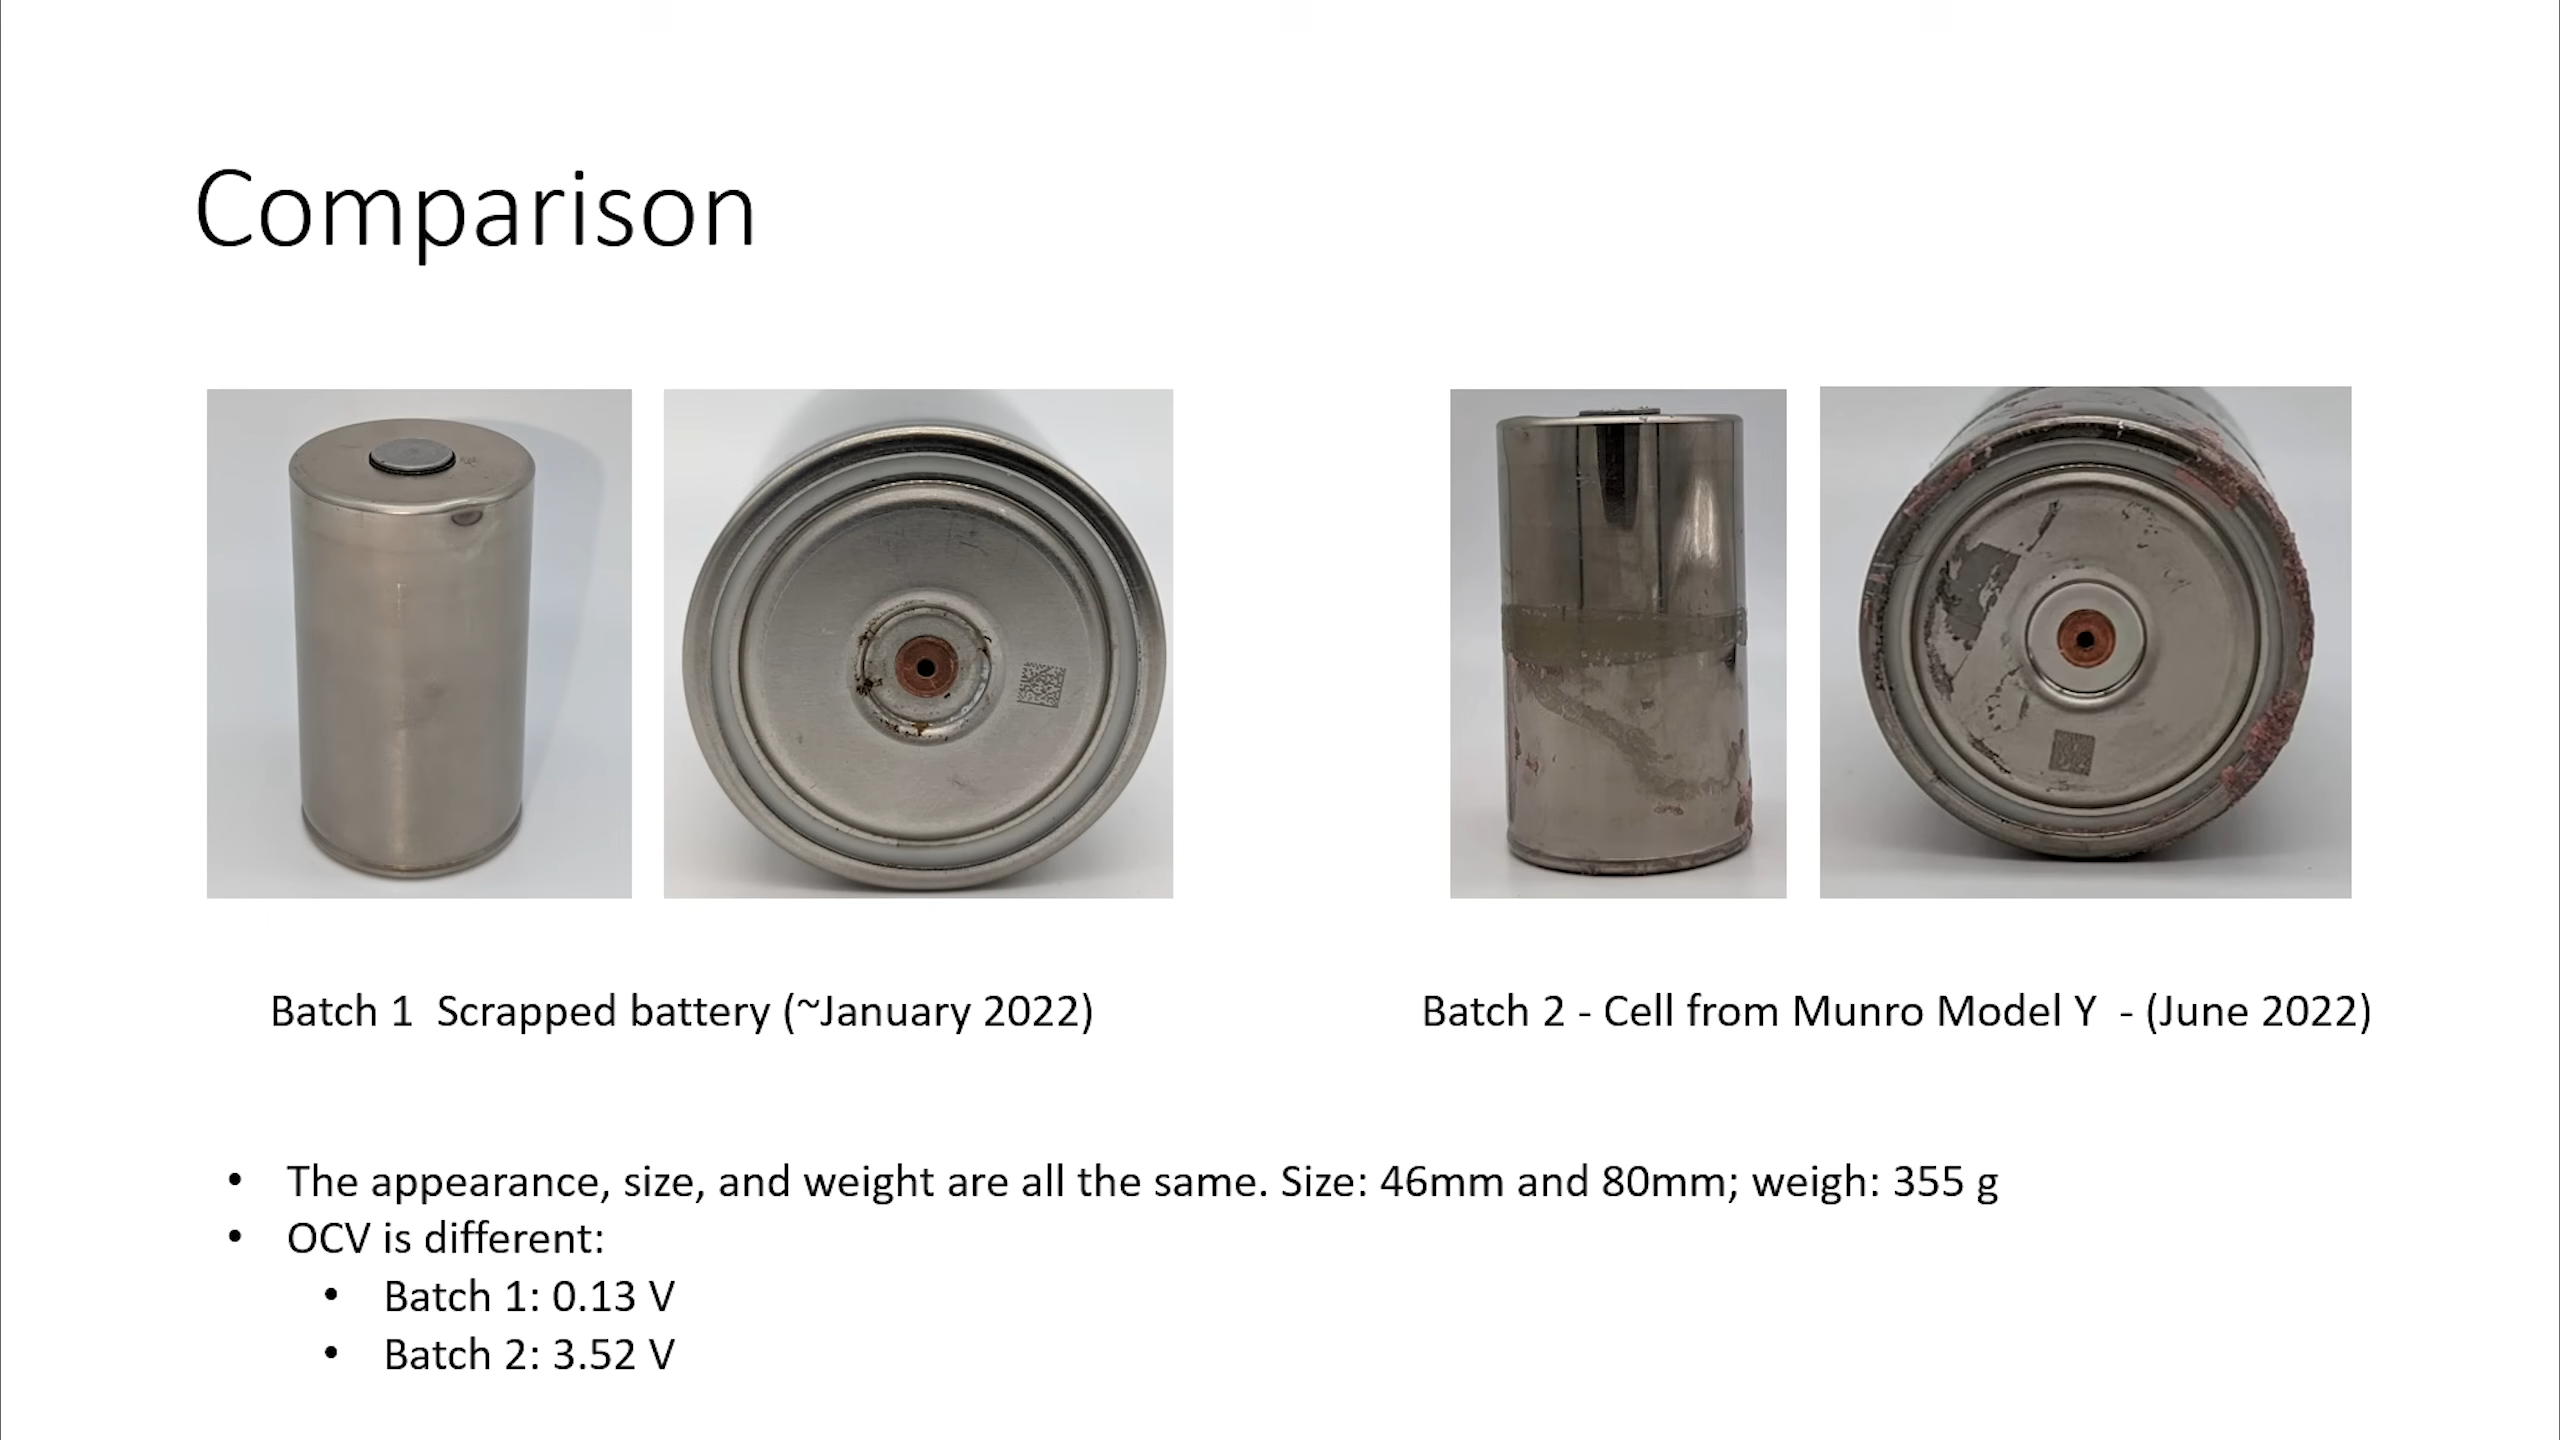 Comparison
Batch 1  Scrapped battery (~January 2022)
Batch 2 - Cell from Munro Model Y  - (June 2022)
• The appearance, size, and weight are all the same. Size: 46mm and 80mm; weigh: 355 g
• OCV is different:
• Batch 1: 0.13 V
• Batch 2: 3.52 V